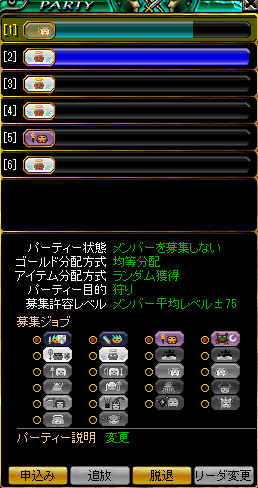 PARTY
[1]
[2]
[3]
[4]
[5]
[6]
パーティー状態 メンバーを募集しない
ゴールド分配方式 均等分配
アイテム分配方式 ランダム獲得
パーティー目的 狩り
募集許容レベル メンバー平均レベル±75
募集ジョブ
パーティー説明 変更
申込み 追放 脱退 リーダ変更